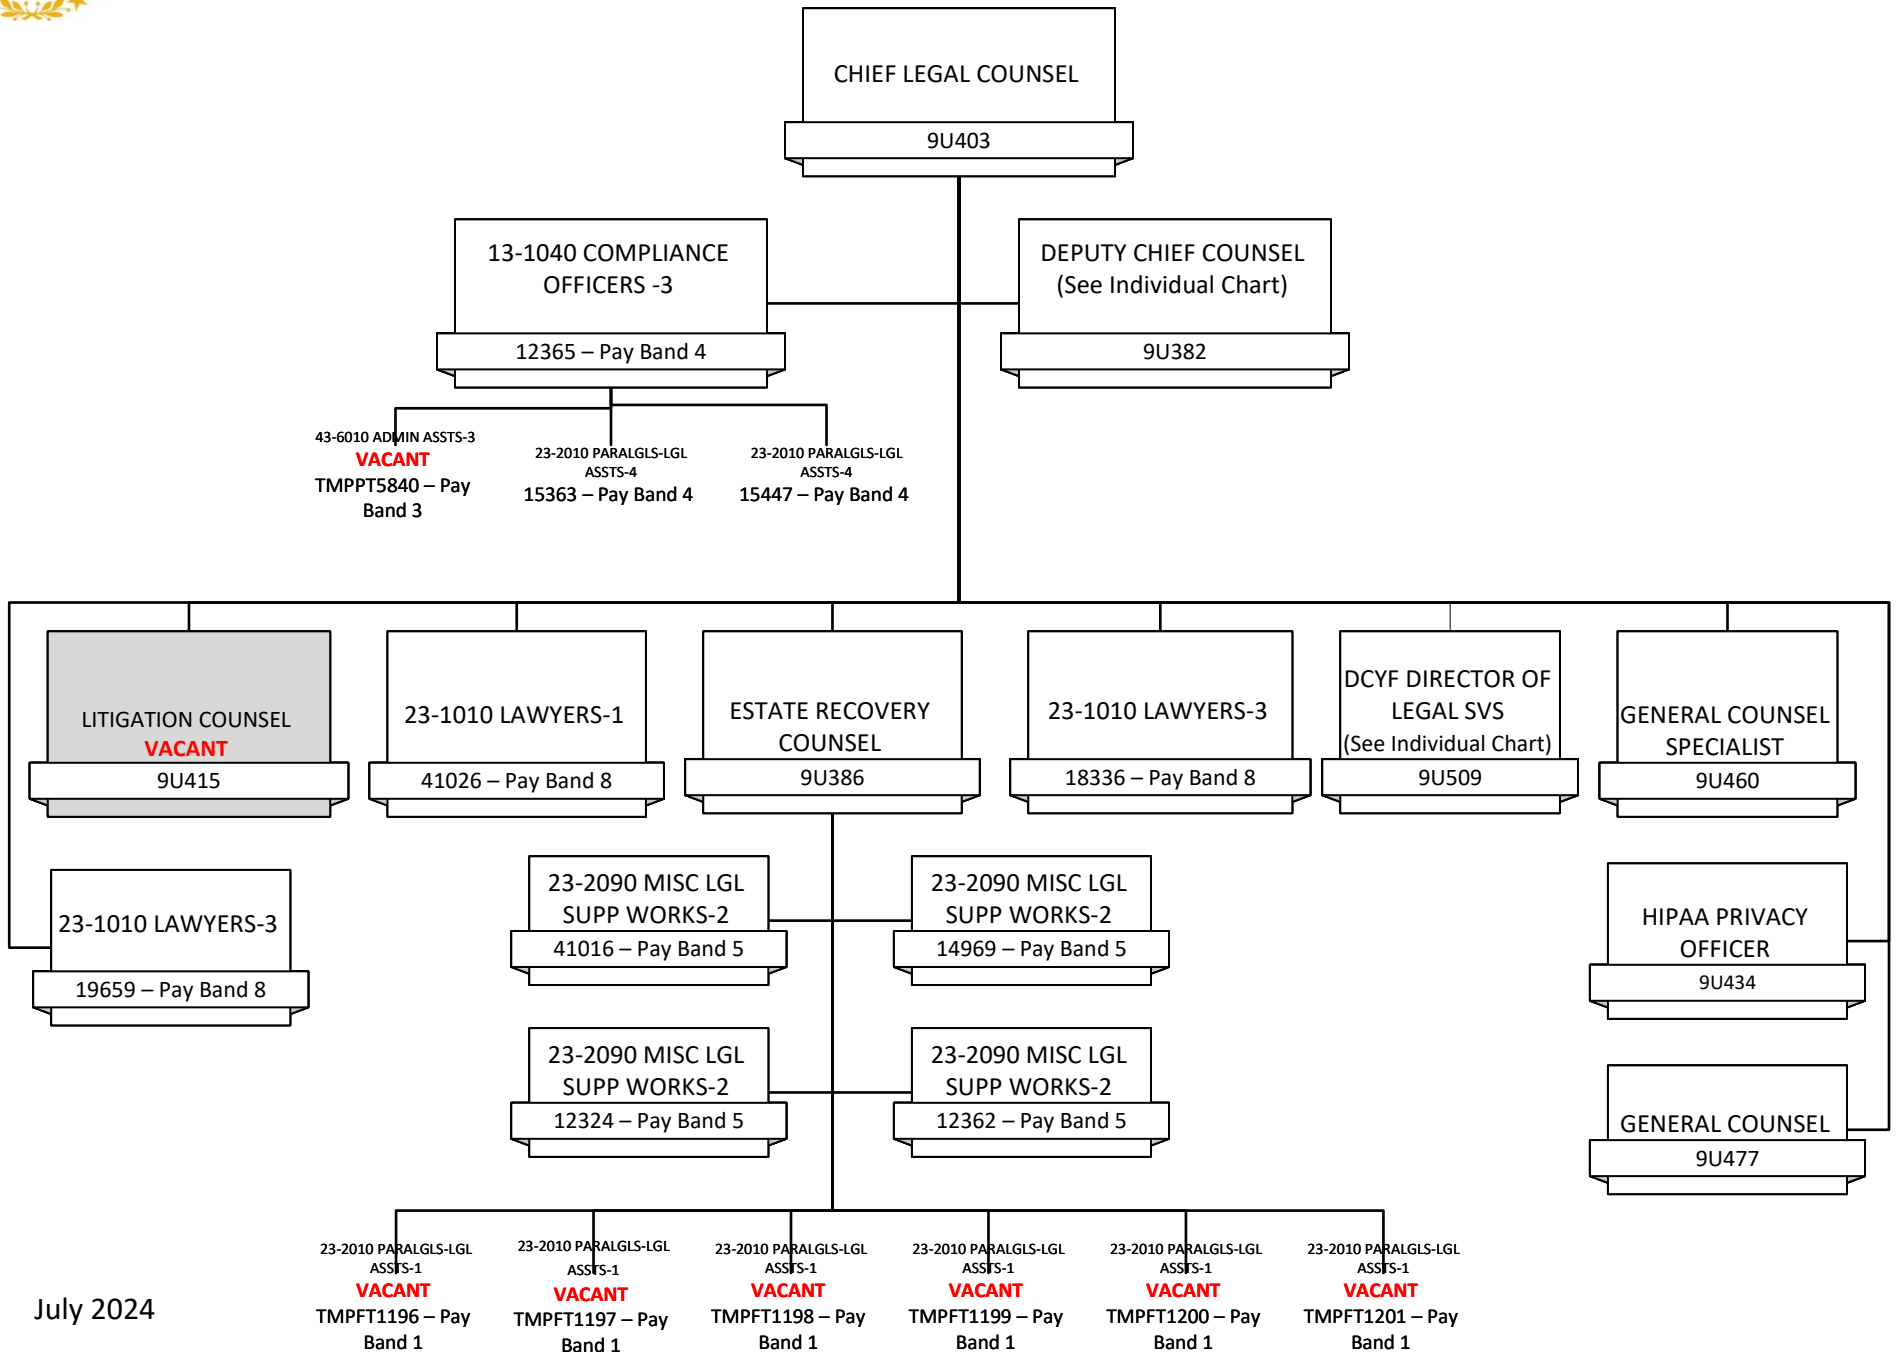 CHIEF LEGAL COUNSEL
9U403
13-1040 COMPLIANCE
OFFICERS -3
12365 – Pay Band 4
DEPUTY CHIEF COUNSEL
(See Individual Chart)
9U382
43-6010 ADMIN ASSTS-3
VACANT
TMPPT5840 – Pay
Band 3
23-2010 PARALGLS-LGL
ASSTS-4
15363 – Pay Band 4
23-2010 PARALGLS-LGL
ASSTS-4
15447 – Pay Band 4
LITIGATION COUNSEL
VACANT
9U415
23-1010 LAWYERS-1
41026 – Pay Band 8
ESTATE RECOVERY
COUNSEL
9U386
23-1010 LAWYERS-3
18336 – Pay Band 8
DCYF DIRECTOR OF
LEGAL SVS
(See Individual Chart)
9U509
GENERAL COUNSEL
SPECIALIST
9U460
23-1010 LAWYERS-3
19659 – Pay Band 8
23-2090 MISC LGL
SUPP WORKS-2
41016 – Pay Band 5
23-2090 MISC LGL
SUPP WORKS-2
14969 – Pay Band 5
HIPAA PRIVACY
OFFICER
9U434
23-2090 MISC LGL
SUPP WORKS-2
12324 – Pay Band 5
23-2090 MISC LGL
SUPP WORKS-2
12362 – Pay Band 5
GENERAL COUNSEL
9U477
23-2010 PARALGLS-LGL
ASSTS-1
VACANT
TMPFT1196 – Pay
Band 1
23-2010 PARALGLS-LGL
ASSTS-1
VACANT
TMPFT1197 – Pay
Band 1
23-2010 PARALGLS-LGL
ASSTS-1
VACANT
TMPFT1198 – Pay
Band 1
23-2010 PARALGLS-LGL
ASSTS-1
VACANT
TMPFT1199 – Pay
Band 1
23-2010 PARALGLS-LGL
ASSTS-1
VACANT
TMPFT1200 – Pay
Band 1
23-2010 PARALGLS-LGL
ASSTS-1
VACANT
TMPFT1201 – Pay
Band 1
July 2024